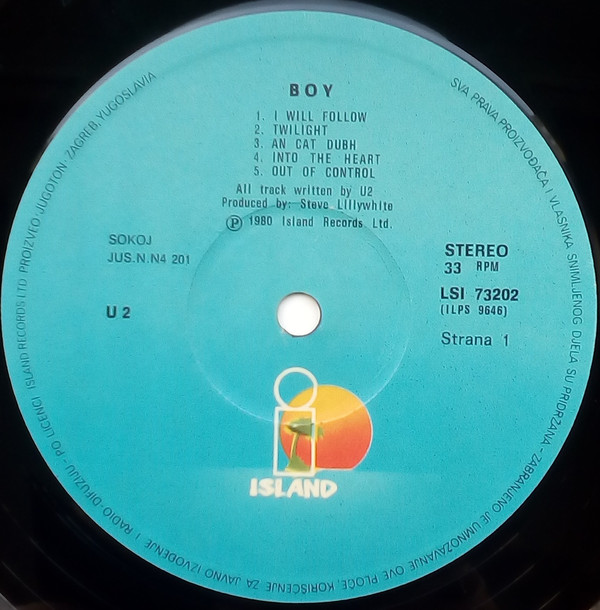 BOY
1. I WILL FOLLOW
2. TWILIGHT
3. AN CAT DUBH
4. INTO THE HEART
5. OUT OF CONTROL
All track written by U2
Produced by: Steve Lillywhite
Ⓟ 1980 Island Records Ltd.
SOKOJ
JUS.N.N4 201
U 2
STEREO
33 RPM
LSI 73202
(ILPS 9646)
Strana 1
ISLAND
SVA PRAVA PROIZVOĐAČA I VLASNIKA SNIMLJENOG DJELA SU PRIDRŽANA - ZABRANJENO JE UMNOŽAVANJE OVE PLOČE, KORIŠĆENJE ZA JAVNO IZVOĐENJE I RADIO-DIFUZIJU - PO LICENCI ISLAND RECORDS LTD PROIZVEO JUGOTON ZAGREB, YUGOSLAVIA